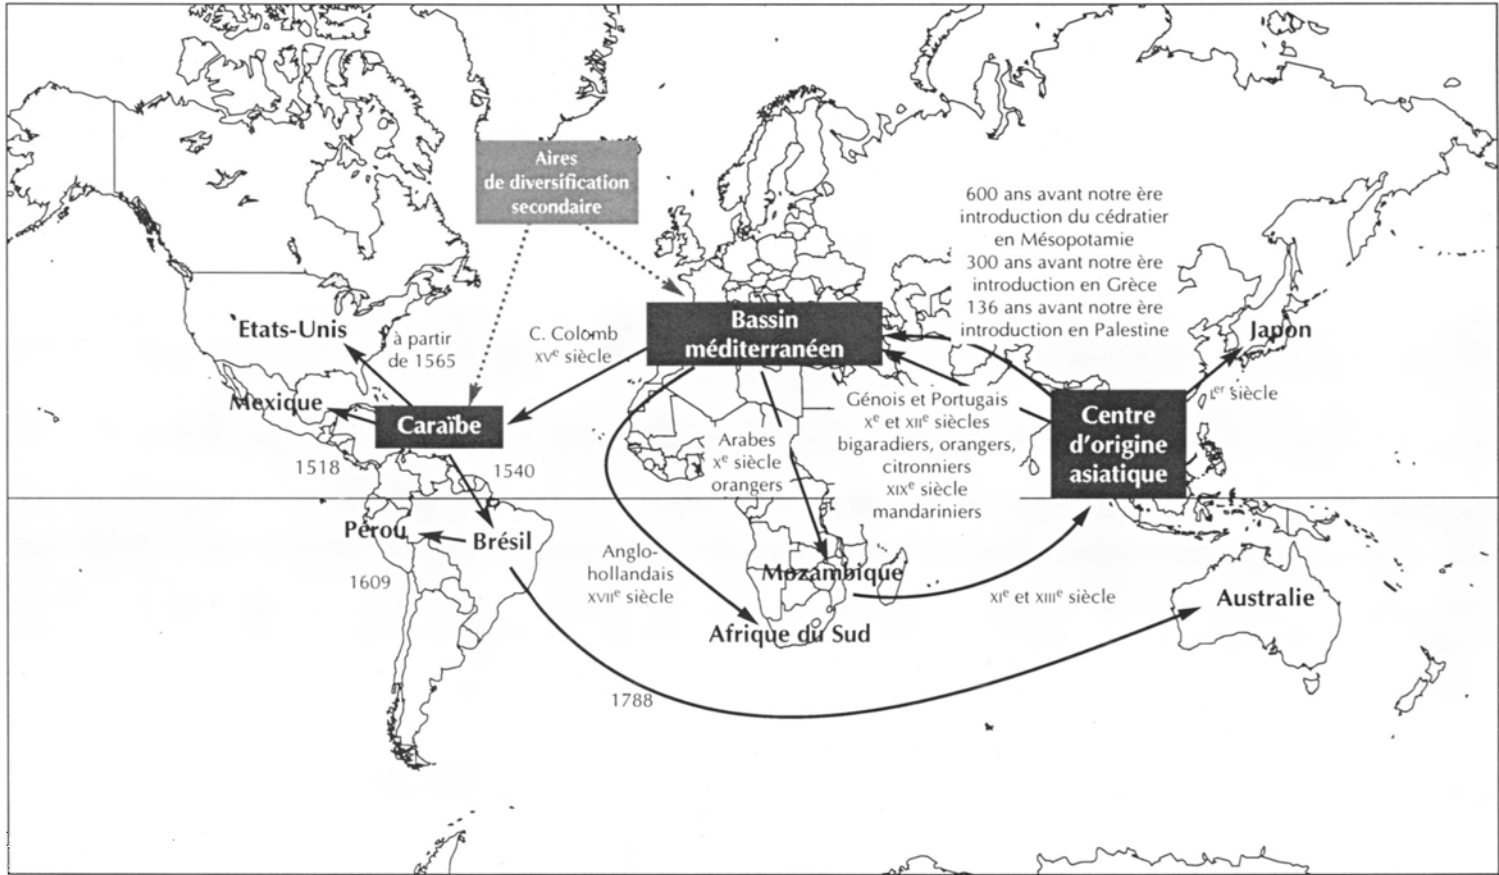 Aires
de diversification
secondaire
600 ans avant notre ère
introduction du cédratier
en Mésopotamie
300 ans avant notre ère
introduction en Grèce
136 ans avant notre ère
introduction en Palestine
Etats-Unis
à partir
de 1565
C. Colomb
XVe siècle
Bassin
méditerranéen
Japon
Ier siècle
Mexique
Caraïbe
Génois et Portugais
Xe et XIIe siècles
bigaradiers, orangers,
citronniers
XIXe siècle
mandariniers
Centre
d'origine
asiatique
Arabes
Xe siècle
orangers
1518
1540
Pérou
Brésil
1609
Anglo-
hollandais
XVIIe siècle
Mozambique
XIe et XIIIe siècle
Australie
Afrique du Sud
1788